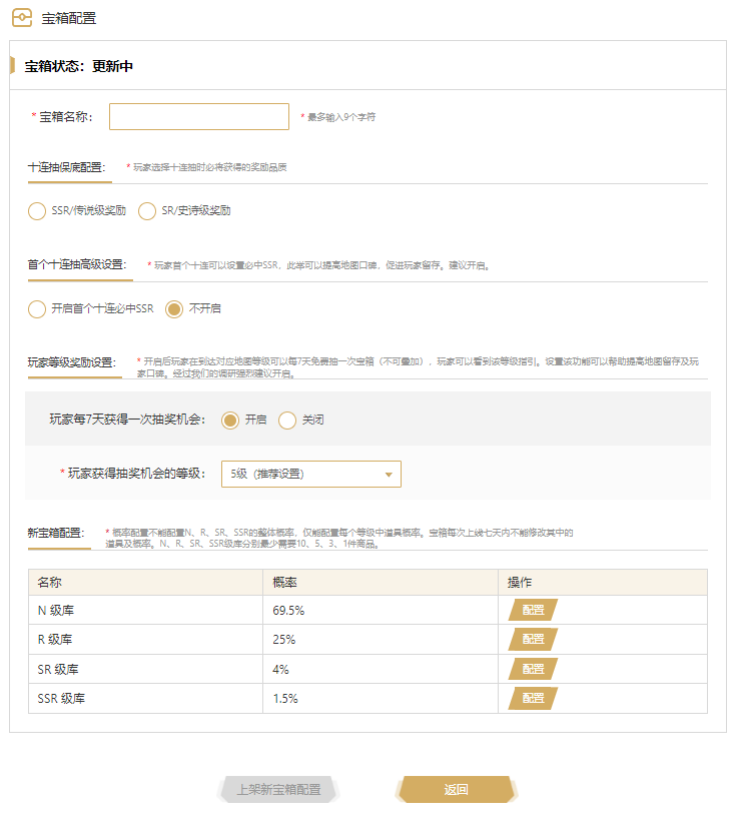 宝箱配置
宝箱状态：更新中
* 宝箱名称：
* 最多输入9个字符
十连抽保底配置： * 玩家选择十连抽时必将获得的奖励品质
SSR/传说级奖励 SR/史诗级奖励
首个十连抽高级设置： * 玩家首个十连可以设置必中SSR，此举可以提高地图口碑，促进玩家留存。建议开启。
开启首个十连必中SSR 不开启
玩家等级奖励设置： * 开启后玩家在到达对应地图等级可以每7天免费抽一次宝箱（不可叠加），玩家可以看到该等级指引。设置该功能可以帮助提高地图留存及玩
家口碑。经过我们的调研强烈建议开启。
玩家每7天获得一次抽奖机会： 开启 关闭
* 玩家获得抽奖机会的等级： 5级（推荐设置）
新宝箱配置： * 概率配置不能配置N、R、SR、SSR的整体概率，仅能配置每个等级中道具概率。宝箱每次上线七天内不能修改其中的
道具及概率。N、R、SR、SSR级库分别最少需要10、5、3、1件商品。
名称 概率 操作
N 级库 69.5% 配置
R 级库 25% 配置
SR 级库 4% 配置
SSR 级库 1.5% 配置
上架新宝箱配置 返回